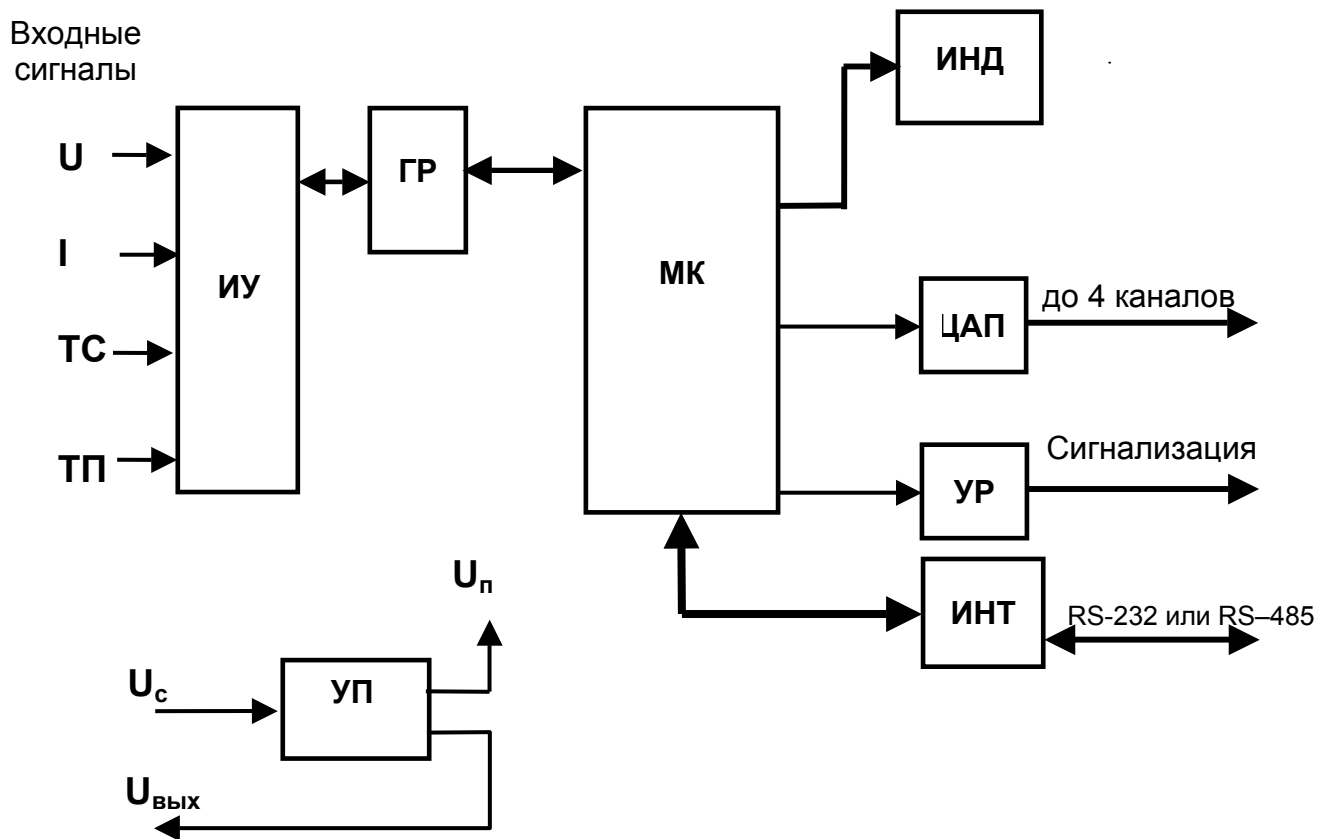 Входные
сигналы
ИНД
U
ГР
I
ИУ
МК
до 4 каналов
ЦАП
ТС
Сигнализация
ТП
УР
Uп
ИНТ
RS-232 или RS–485
Uс
УП
Uвых